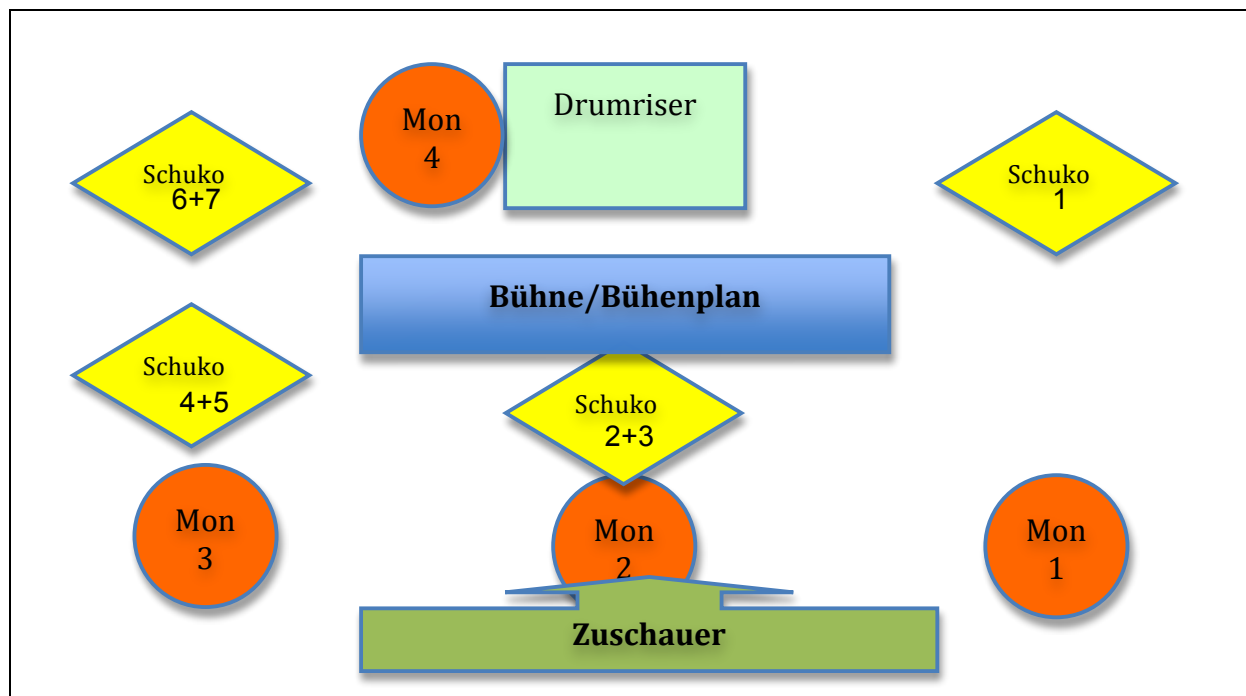 Drumriser
Mon
4
Schuko
6+7
Schuko
1
Bühne/Bühenplan
Schuko
4+5
Schuko
2+3
Mon
3
Mon
2
Mon
1
Zuschauer